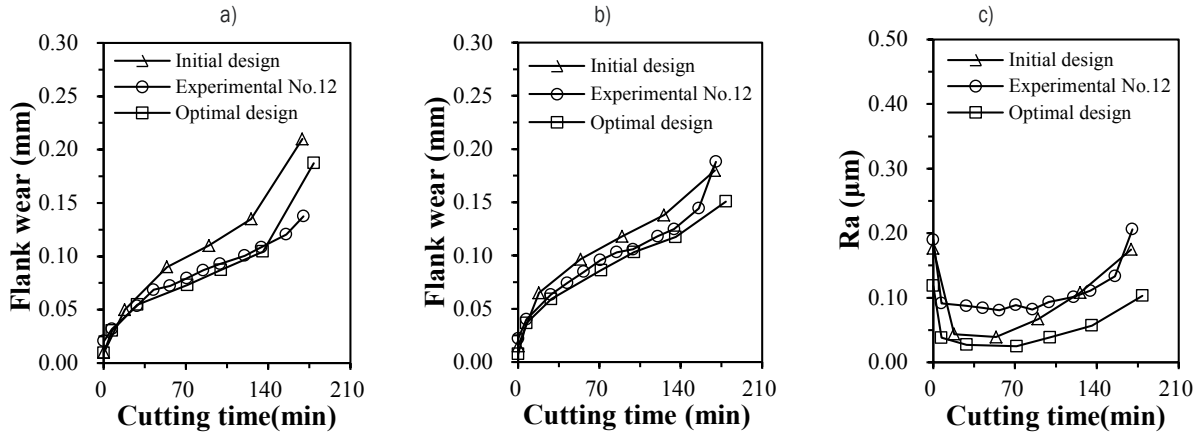 a)
0.30
0.25
0.20
0.15
0.10
0.05
0.00
Flank wear (mm)
Initial design
Experimental No.12
Optimal design
0 70 140 210
Cutting time(min)
b)
0.30
0.25
0.20
0.15
0.10
0.05
0.00
Flank wear (mm)
Initial design
Experimental No.12
Optimal design
0 70 140 210
Cutting time (min)
c)
0.50
0.40
0.30
0.20
0.10
0.00
Ra (μm)
Initial design
Experimental No.12
Optimal design
0 70 140 210
Cutting time(min)